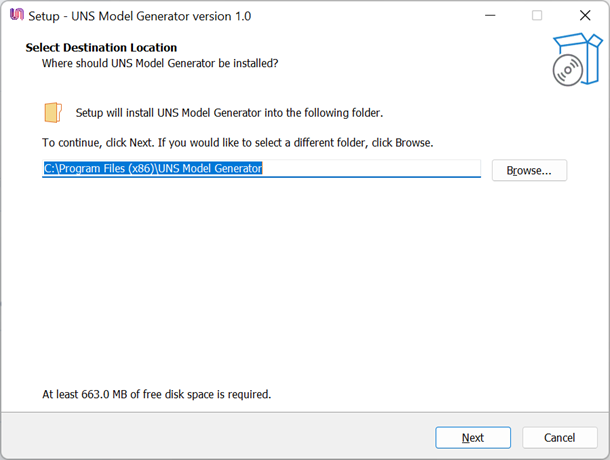 Setup - UNS Model Generator version 1.0
Select Destination Location
Where should UNS Model Generator be installed?
Setup will install UNS Model Generator into the following folder.
To continue, click Next. If you would like to select a different folder, click Browse.
C:\Program Files (x86)\UNS Model Generator
Browse...
At least 663.0 MB of free disk space is required.
Next
Cancel